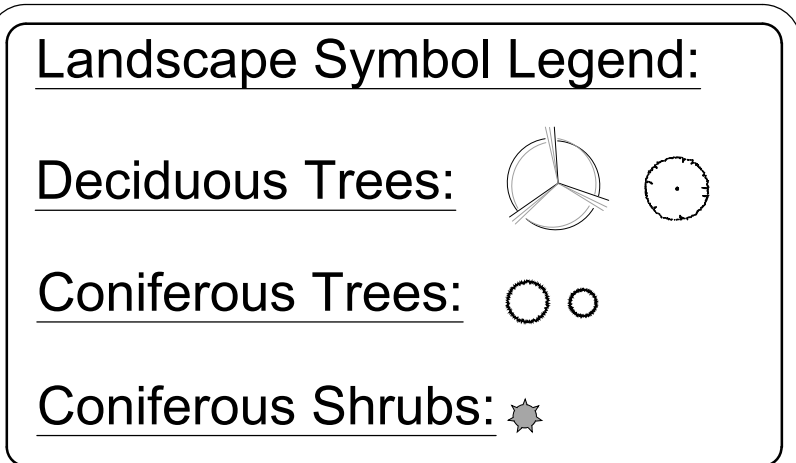 Landscape Symbol Legend:
Deciduous Trees:
Coniferous Trees:
Coniferous Shrubs: